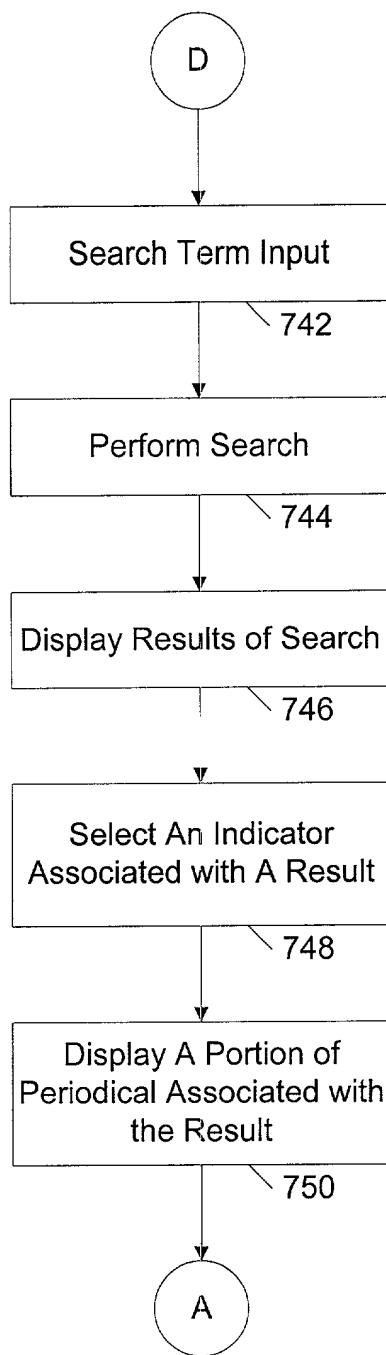 D
Search Term Input
742
Perform Search
744
Display Results of Search
746
Select An Indicator
Associated with A Result
748
Display A Portion of
Periodical Associated with
the Result
750
A